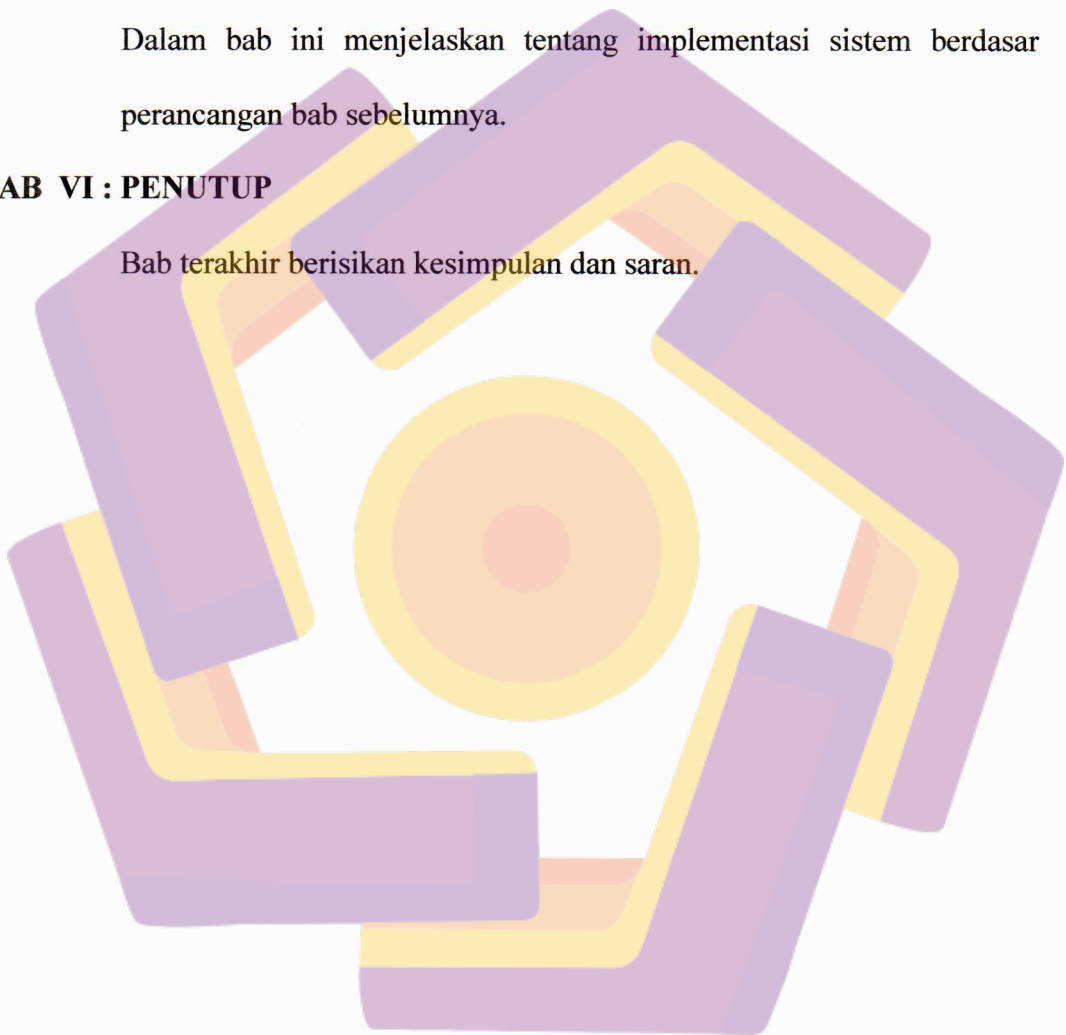 Dalam bab ini menjelaskan tentang implementasi sistem berdasar
perancangan bab sebelumnya.
AB VI : PENUTUP
Bab terakhir berisikan kesimpulan dan saran.